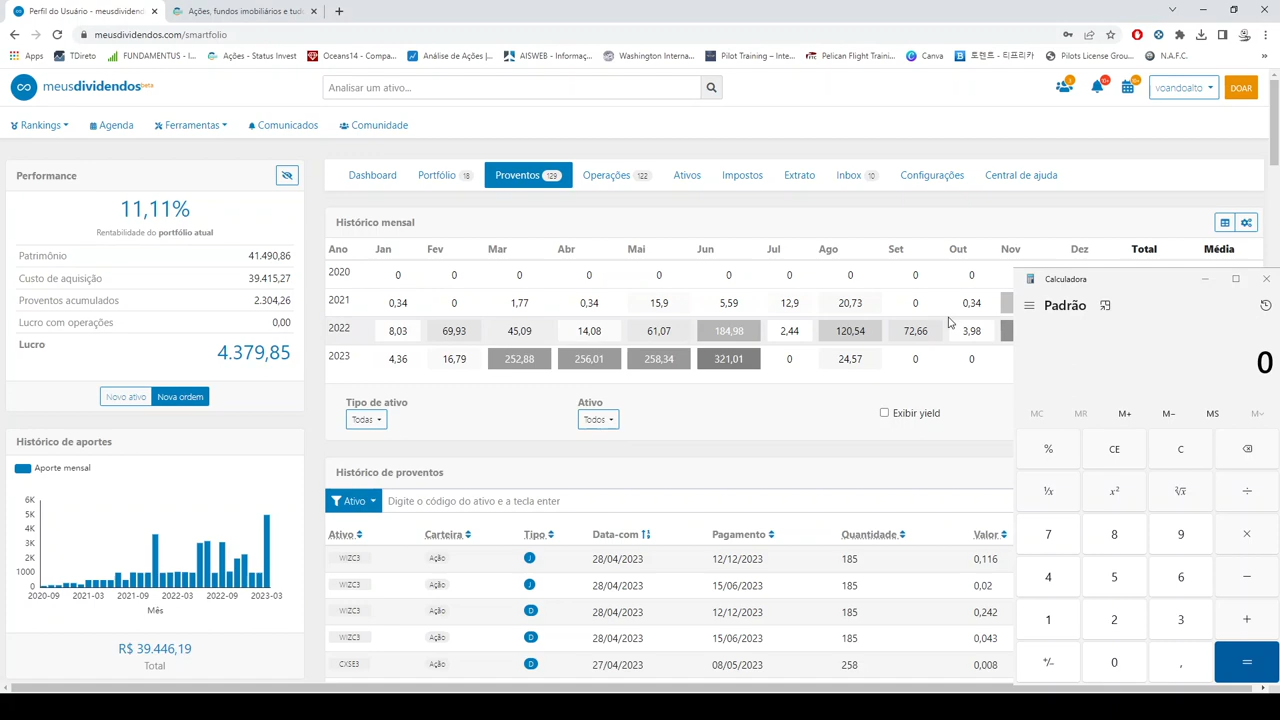 Perfil do Usuário - meusdividendos
Ações, fundos imobiliários e tud
meusdividendos.com/smartfolio
Apps TDireto FUNDAMENTUS - I... Ações - Status Invest Oceans14 - Compa... Análise de Ações |... AISWEB - Informaç... Washington Interna... Pilot Training – Inte... Pelican Flight Traini... Canva 토렌트 - 티프리카 Pilots License Grou... N.A.F.C. »
meusdividendos beta
Analisar um ativo...
3 10+ 10+ voandoalto DOAR
Rankings Agenda Ferramentas Comunicados Comunidade
Performance
11,11%
Rentabilidade do portfólio atual
Patrimônio 41.490,86
Custo de aquisição 39.415,27
Proventos acumulados 2.304,26
Lucro com operações 0,00
Lucro 4.379,85
Novo ativo Nova ordem
Histórico de aportes
Aporte mensal
6K
5K
4K
3K
2K
1000
0
2020-09 2021-03 2021-09 2022-03 2022-09 2023-03
Mês
R$ 39.446,19
Total
Dashboard Portfólio 18 Proventos 129 Operações 122 Ativos Impostos Extrato Inbox 10 Configurações Central de ajuda
Histórico mensal
Ano Jan Fev Mar Abr Mai Jun Jul Ago Set Out Nov Dez Total Média
2020 0 0 0 0 0 0 0 0 0 0
2021 0,34 0 1,77 0,34 15,9 5,59 12,9 20,73 0 0,34
2022 8,03 69,93 45,09 14,08 61,07 184,98 2,44 120,54 72,66 3,98
2023 4,36 16,79 252,88 256,01 258,34 321,01 0 24,57 0 0
Tipo de ativo Ativo
Todas Todos Exibir yield
Histórico de proventos
Ativo Digite o código do ativo e a tecla enter
Ativo Carteira Tipo Data-com Pagamento Quantidade Valor
WIZC3 Ação J 28/04/2023 12/12/2023 185 0,116
WIZC3 Ação J 28/04/2023 15/06/2023 185 0,02
WIZC3 Ação D 28/04/2023 12/12/2023 185 0,242
WIZC3 Ação D 28/04/2023 15/06/2023 185 0,043
CXSE3 Ação D 27/04/2023 08/05/2023 258 0,008
Calculadora
Padrão
0
MC MR M+ M− MS M
% CE C
¹/x x² ²√x ÷
7 8 9 ×
4 5 6 −
1 2 3 +
+/− 0 , =